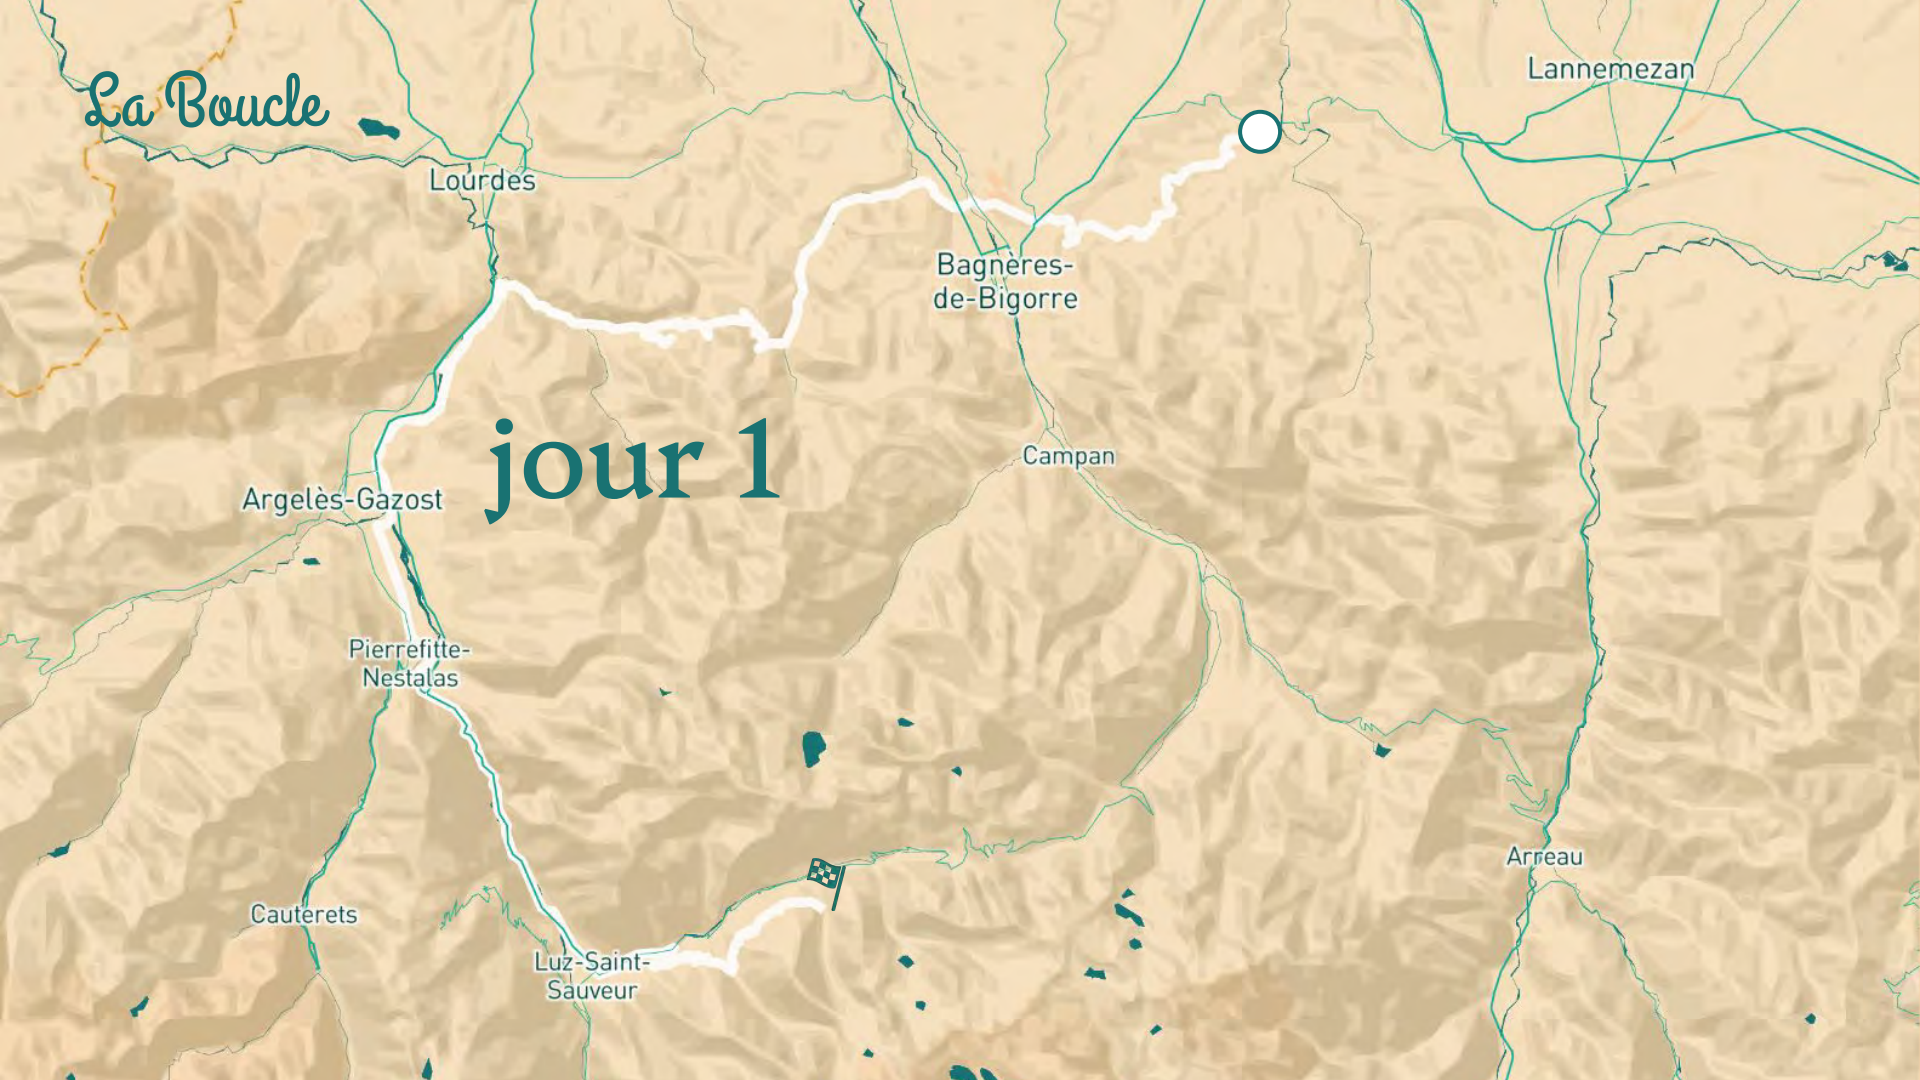 Lannemezan
La Boucle
Lourdes
Bagnères-
de-Bigorre
jour 1
Campan
Argelès-Gazost
Pierrefitte-
Nestalas
Arreau
Cauterets
Luz-Saint-
Sauveur